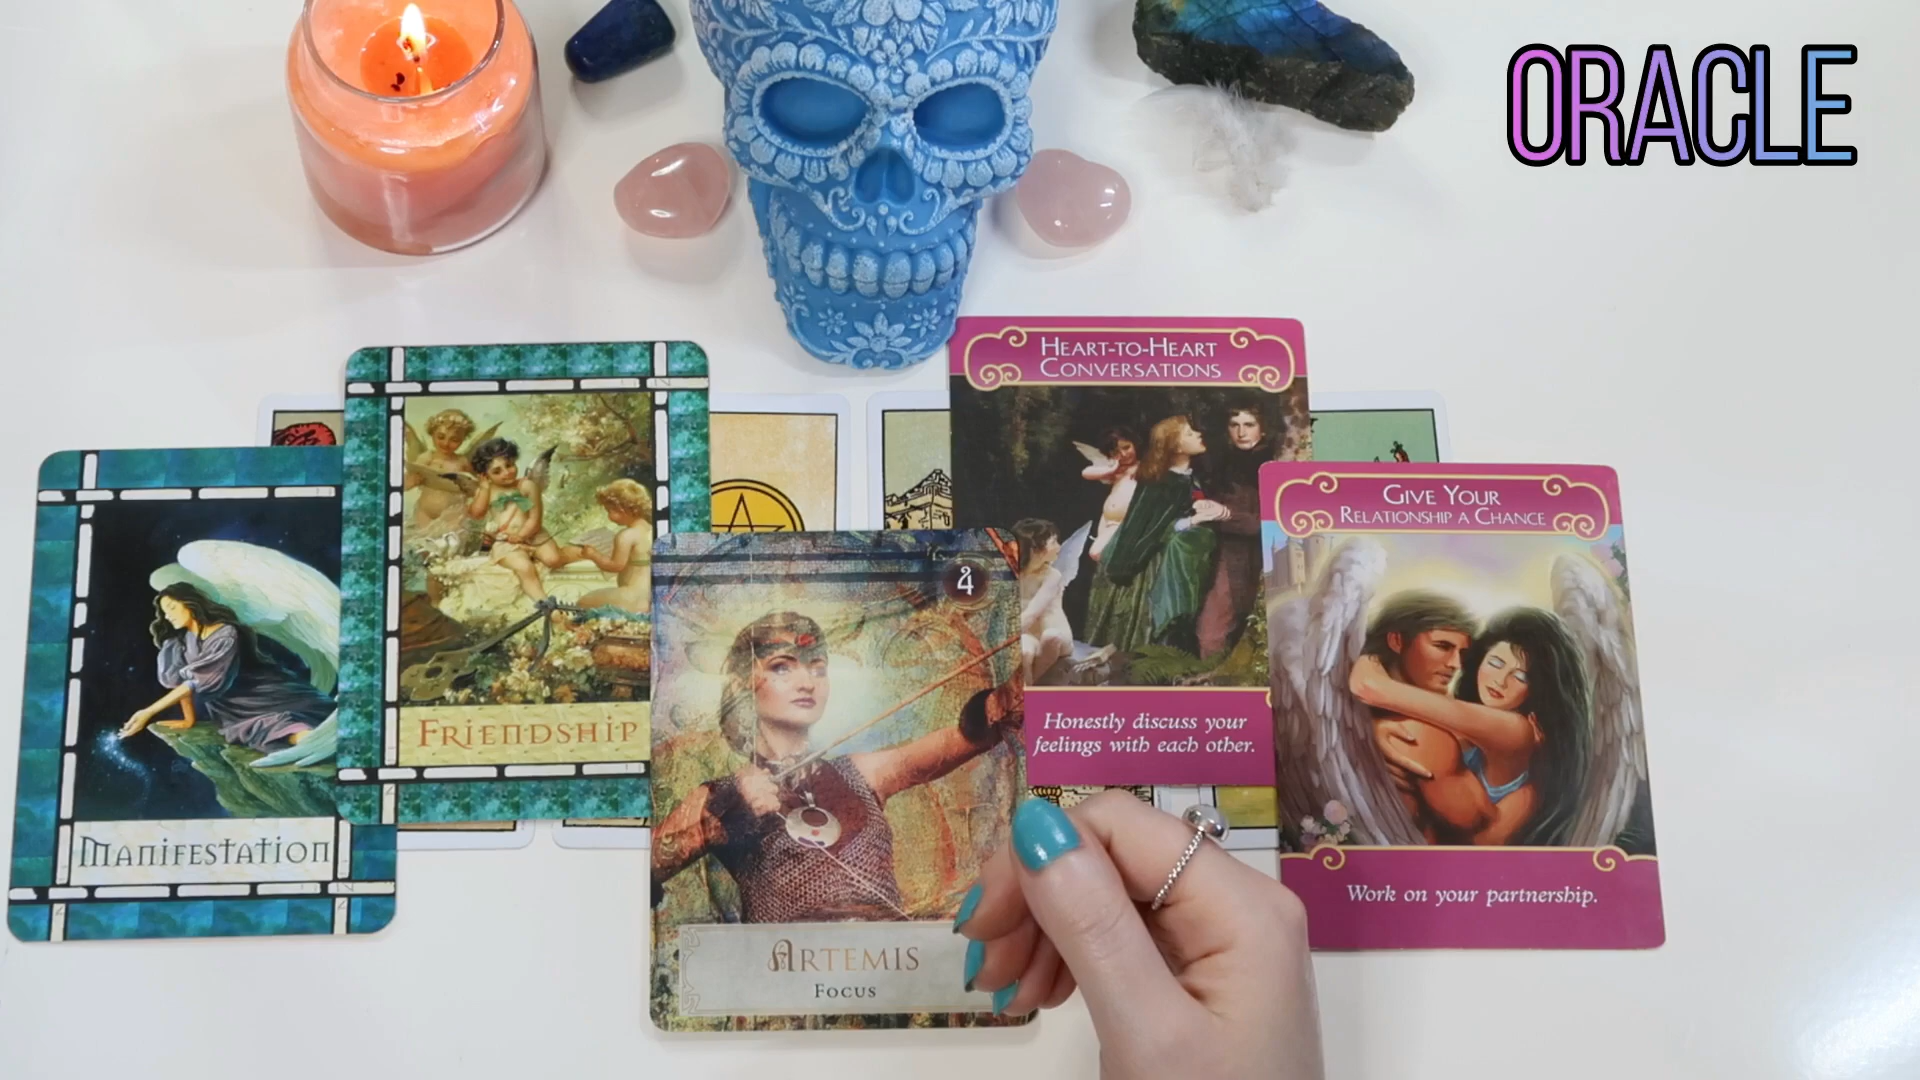 ORACLE
HEART-TO-HEART
CONVERSATIONS
Honestly discuss your
feelings with each other.
GIVE YOUR
RELATIONSHIP A CHANCE
Work on your partnership.
FRIENDSHIP
MANIFESTATION
4
ARTEMIS
FOCUS